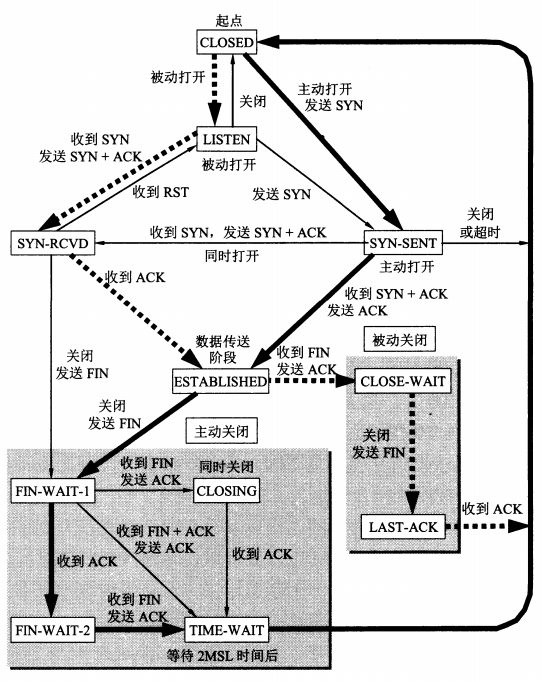 起点
CLOSED
被动打开
关闭
主动打开
发送 SYN
LISTEN
被动打开
收到 SYN
发送 SYN + ACK
收到 RST
发送 SYN
SYN-RCVD
收到 SYN，发送 SYN + ACK
同时打开
SYN-SENT
主动打开
关闭
或超时
收到 ACK
收到 SYN + ACK
发送 ACK
数据传送
阶段
ESTABLISHED
收到 FIN
发送 ACK
被动关闭
CLOSE-WAIT
关闭
发送 FIN
关闭
发送 FIN
主动关闭
关闭
发送 FIN
LAST-ACK
收到 ACK
FIN-WAIT-1
收到 FIN
发送 ACK
同时关闭
CLOSING
收到 ACK
收到 FIN + ACK
发送 ACK
收到 ACK
FIN-WAIT-2
收到 FIN
发送 ACK
TIME-WAIT
等待 2MSL 时间后